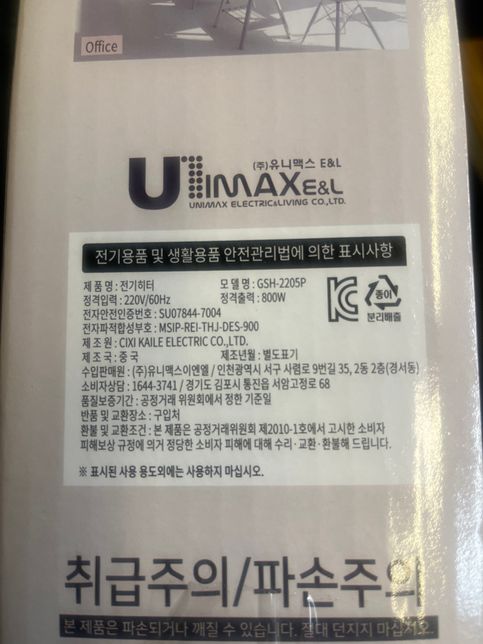 Office
(주)유니맥스 E&L
UNIMAXE&L
UNIMAX ELECTRIC&LIVING CO.,LTD.
전기용품 및 생활용품 안전관리법에 의한 표시사항
제 품 명 : 전기히터 모 델 명 : GSH-2205P
정격입력 : 220V/60Hz 정격출력 : 800W
전자안전인증번호 : SU07844-7004
전자파적합성부호 : MSIP-REI-THJ-DES-900
제 조 원 : CIXI KAILE ELECTRIC CO.,LTD.
제 조 국 : 중 국 제조년월 : 별도표기
종이
분리배출
수입판매원 : (주)유니맥스이엔엘 / 인천광역시 서구 사렴로 9번길 35, 2동 2층(경서동)
소비자상담 : 1644-3741 / 경기도 김포시 통진읍 서암고정로 68
품질보증기간 : 공정거래 위원회에서 정한 기준일
반품 및 교환장소 : 구입처
환불 및 교환조건 : 본 제품은 공정거래위원회 제2010-1호에서 고시한 소비자
피해보상 규정에 의거 정당한 소비자 피해에 대해 수리·교환·환불해 드립니다.
※ 표시된 사용 용도외에는 사용하지 마십시오.
취급주의/파손주의
본 제품은 파손되거나 깨질 수 있습니다. 절대 던지지 마십시오.